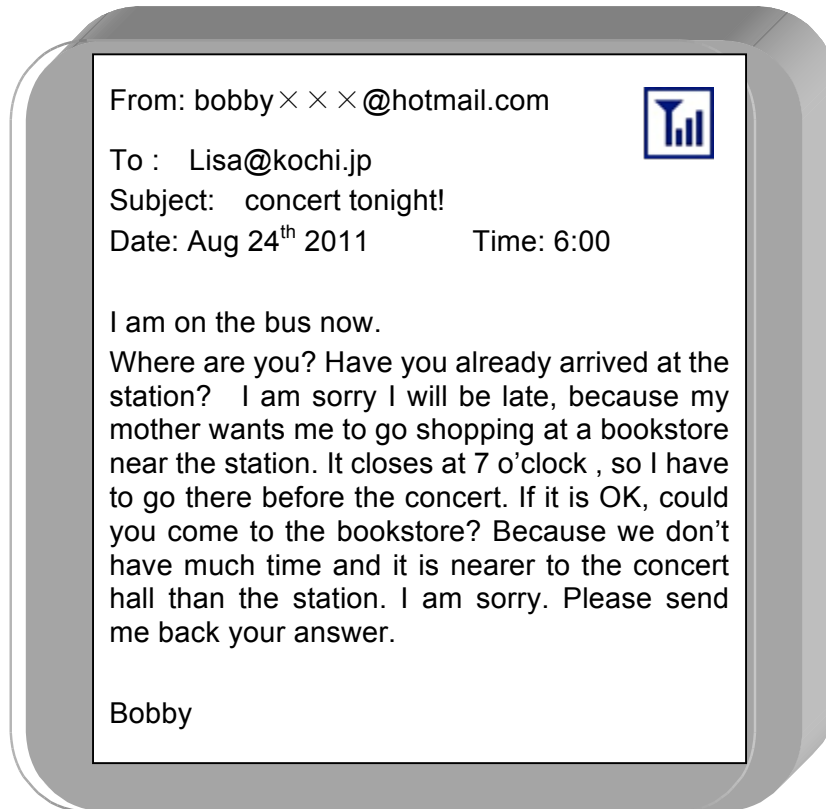 From: bobby×××@hotmail.com
To : Lisa@kochi.jp
Subject: concert tonight!
Date: Aug 24th 2011 Time: 6:00
I am on the bus now.
Where are you? Have you already arrived at the
station? I am sorry I will be late, because my
mother wants me to go shopping at a bookstore
near the station. It closes at 7 o’clock , so I have
to go there before the concert. If it is OK, could
you come to the bookstore? Because we don’t
have much time and it is nearer to the concert
hall than the station. I am sorry. Please send
me back your answer.
Bobby